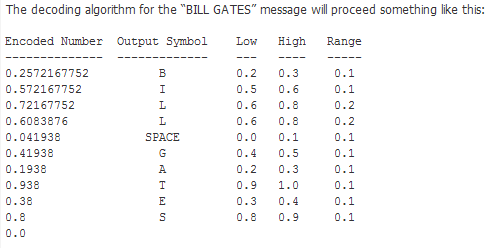 The decoding algorithm for the “BILL GATES” message will proceed something like this:
Encoded Number Output Symbol Low High Range
-------------- ------------- --- ---- -----
0.2572167752 B 0.2 0.3 0.1
0.572167752 I 0.5 0.6 0.1
0.72167752 L 0.6 0.8 0.2
0.6083876 L 0.6 0.8 0.2
0.041938 SPACE 0.0 0.1 0.1
0.41938 G 0.4 0.5 0.1
0.1938 A 0.2 0.3 0.1
0.938 T 0.9 1.0 0.1
0.38 E 0.3 0.4 0.1
0.8 S 0.8 0.9 0.1
0.0